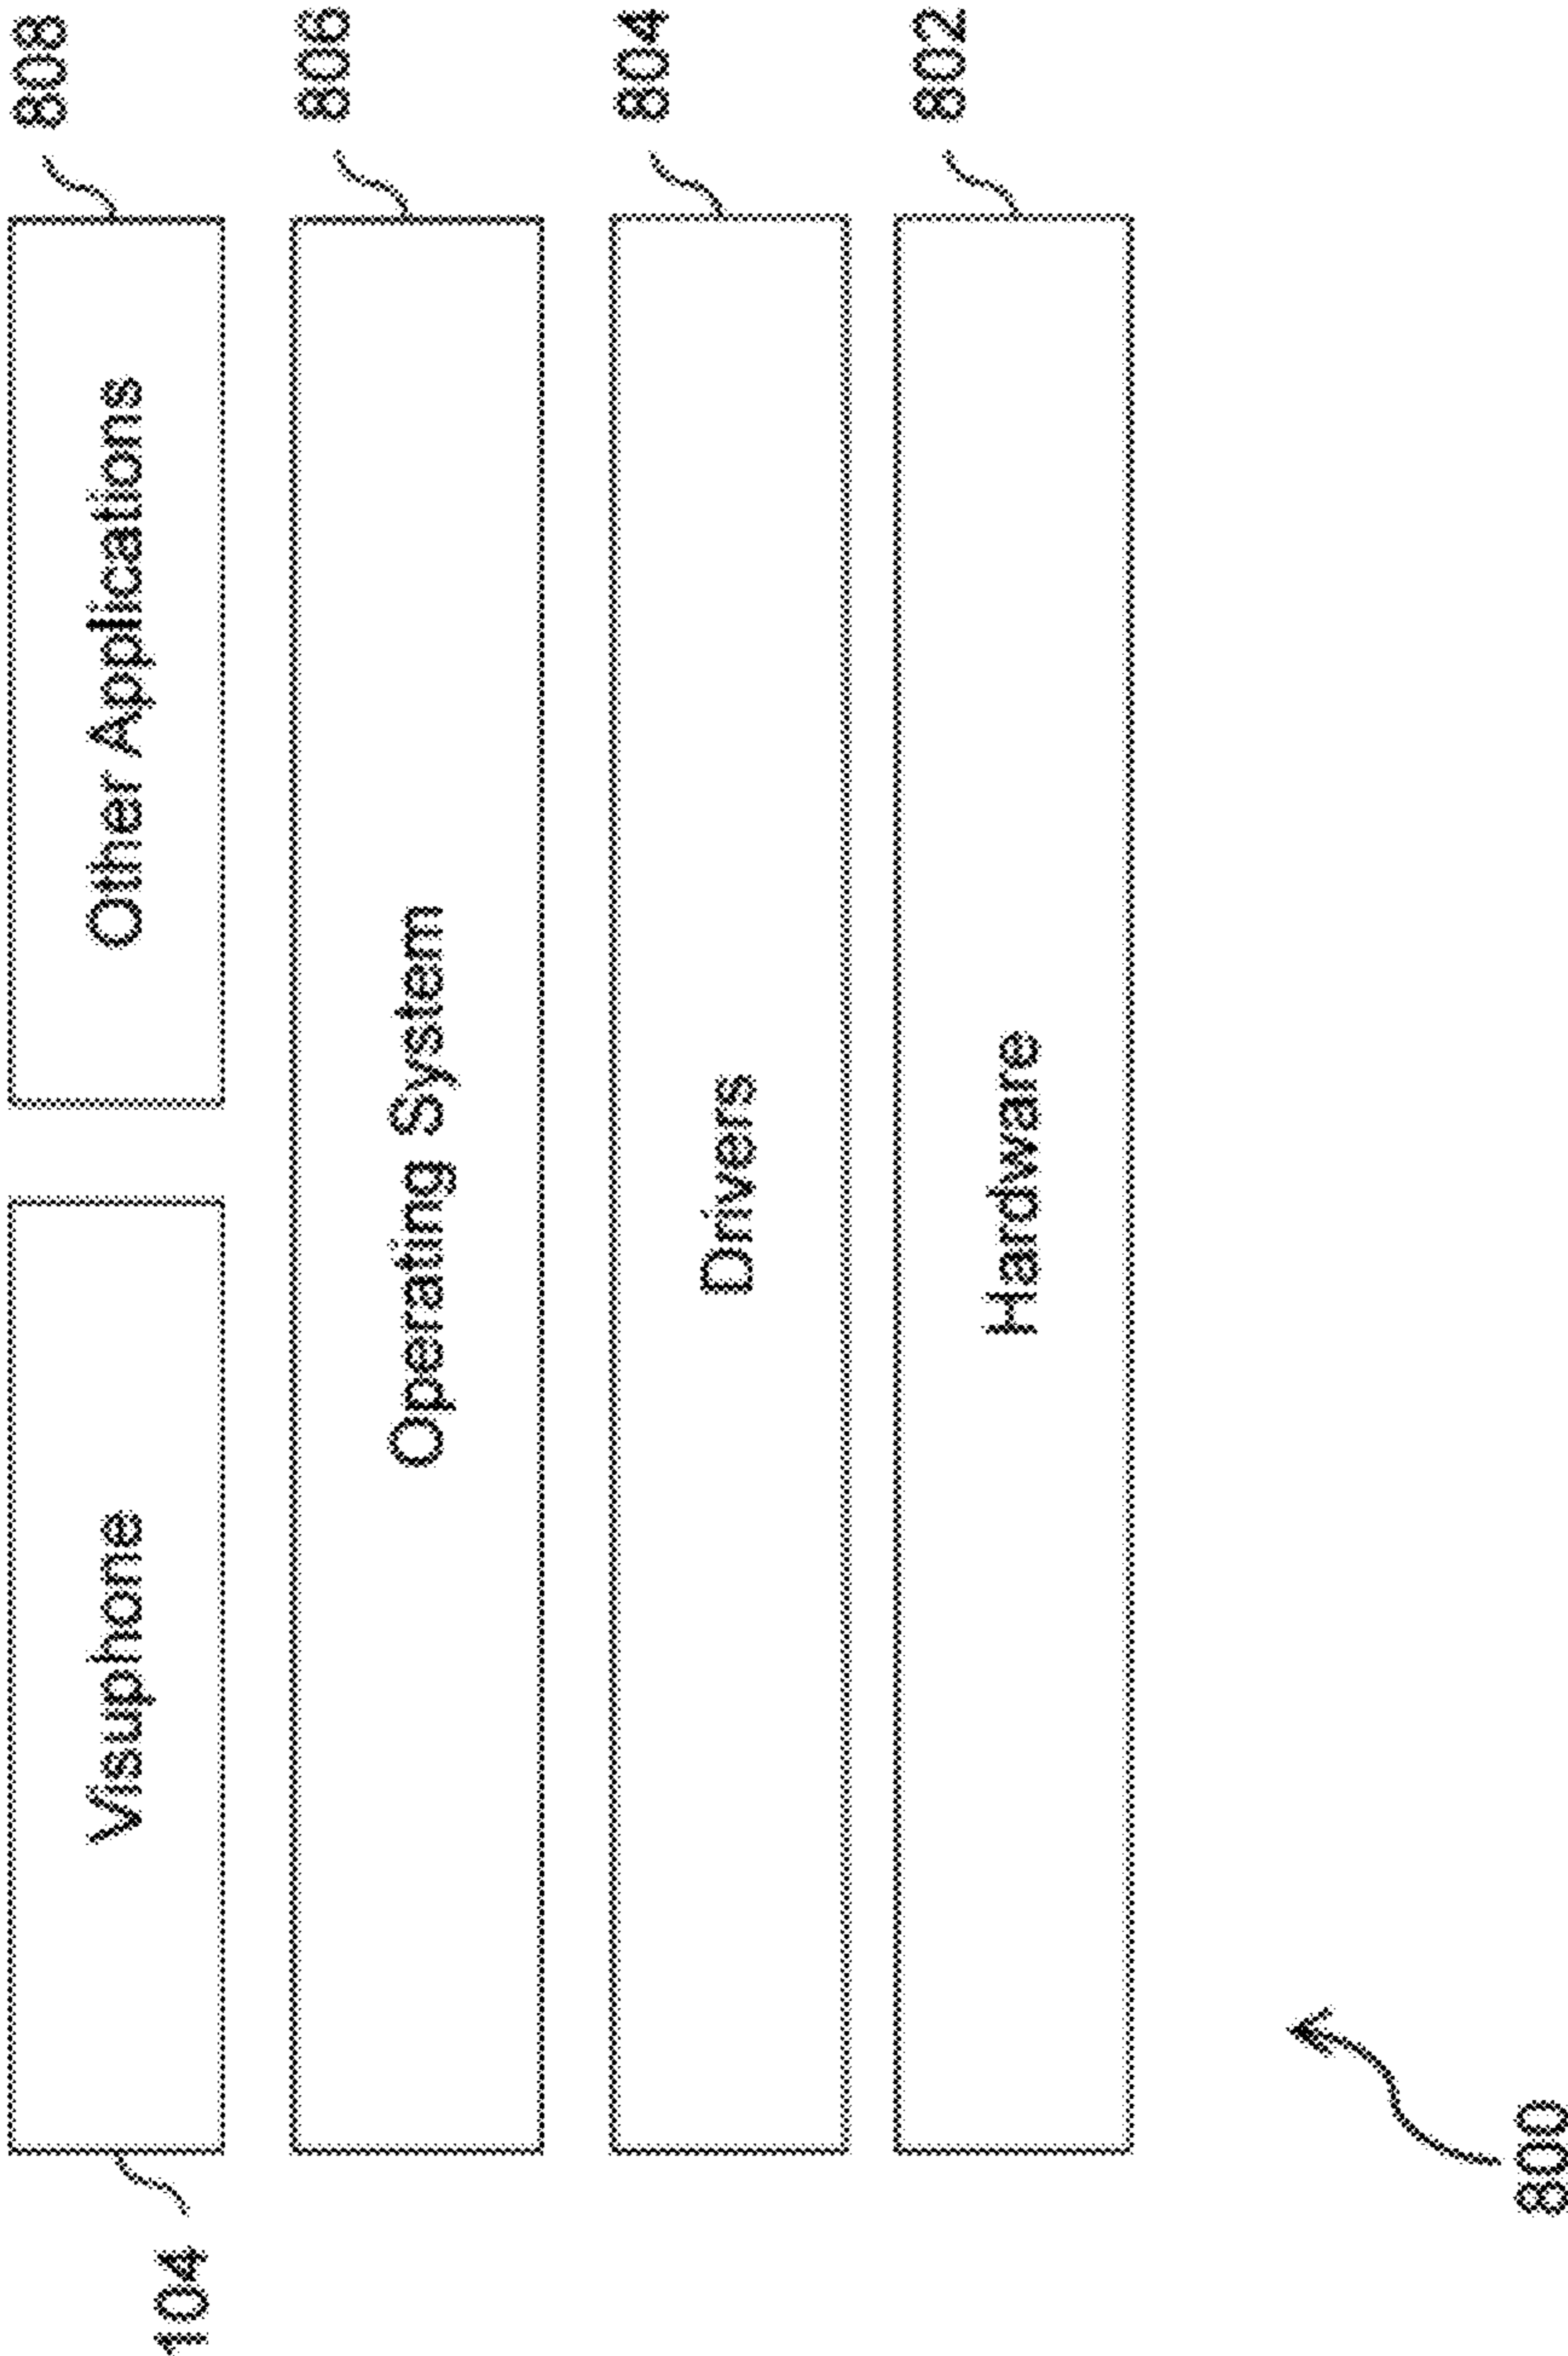 Visuphone
Other Applications
808
104
Operating System
806
Drivers
804
Hardware
802
800